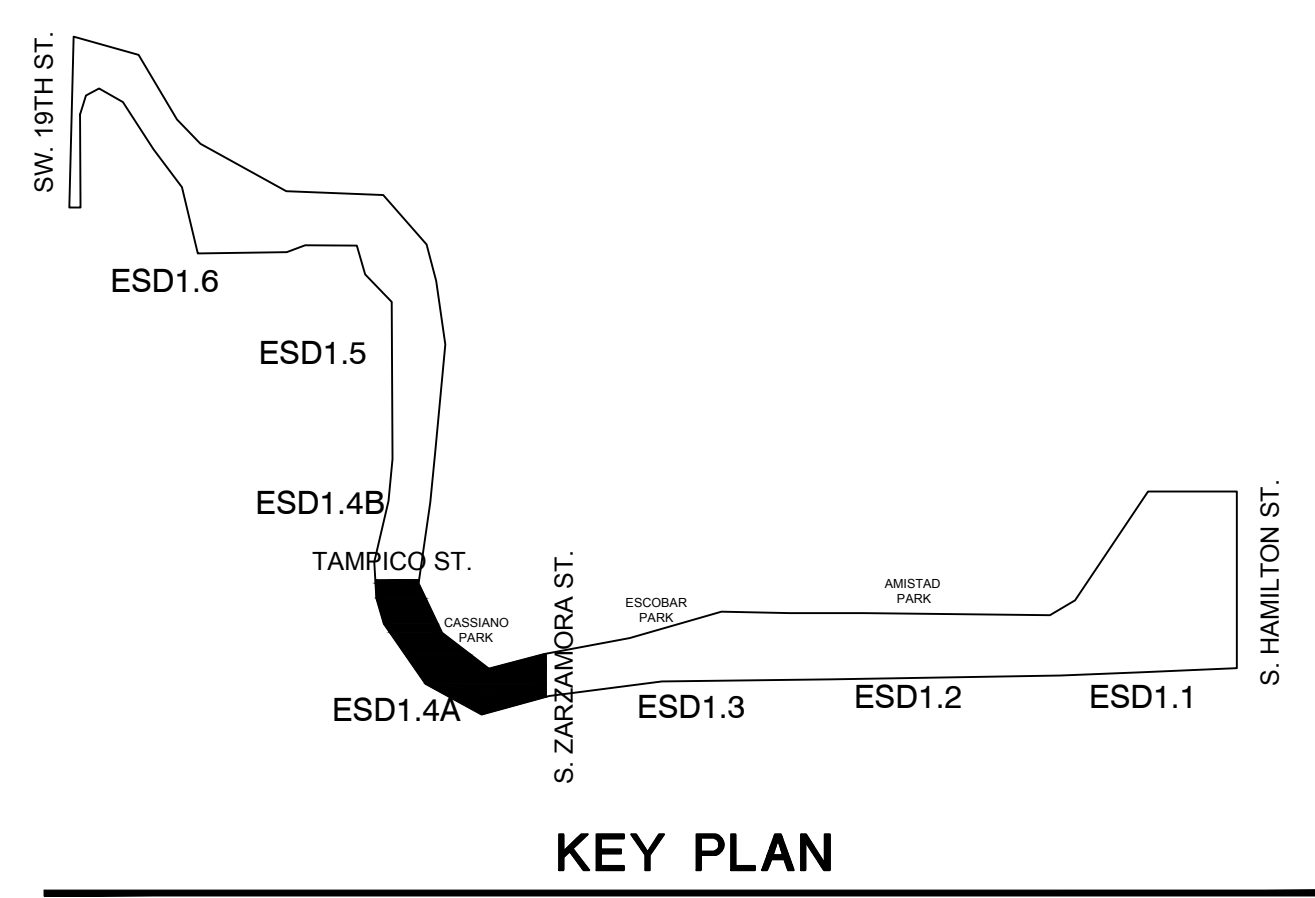 SW. 19TH ST.
ESD1.6
ESD1.5
ESD1.4B
TAMPICO ST.
CASSIANO
PARK
ESD1.4A
S. ZARZAMORA ST.
ESCOBAR
PARK
ESD1.3
AMISTAD
PARK
ESD1.2
ESD1.1
S. HAMILTON ST.
KEY PLAN